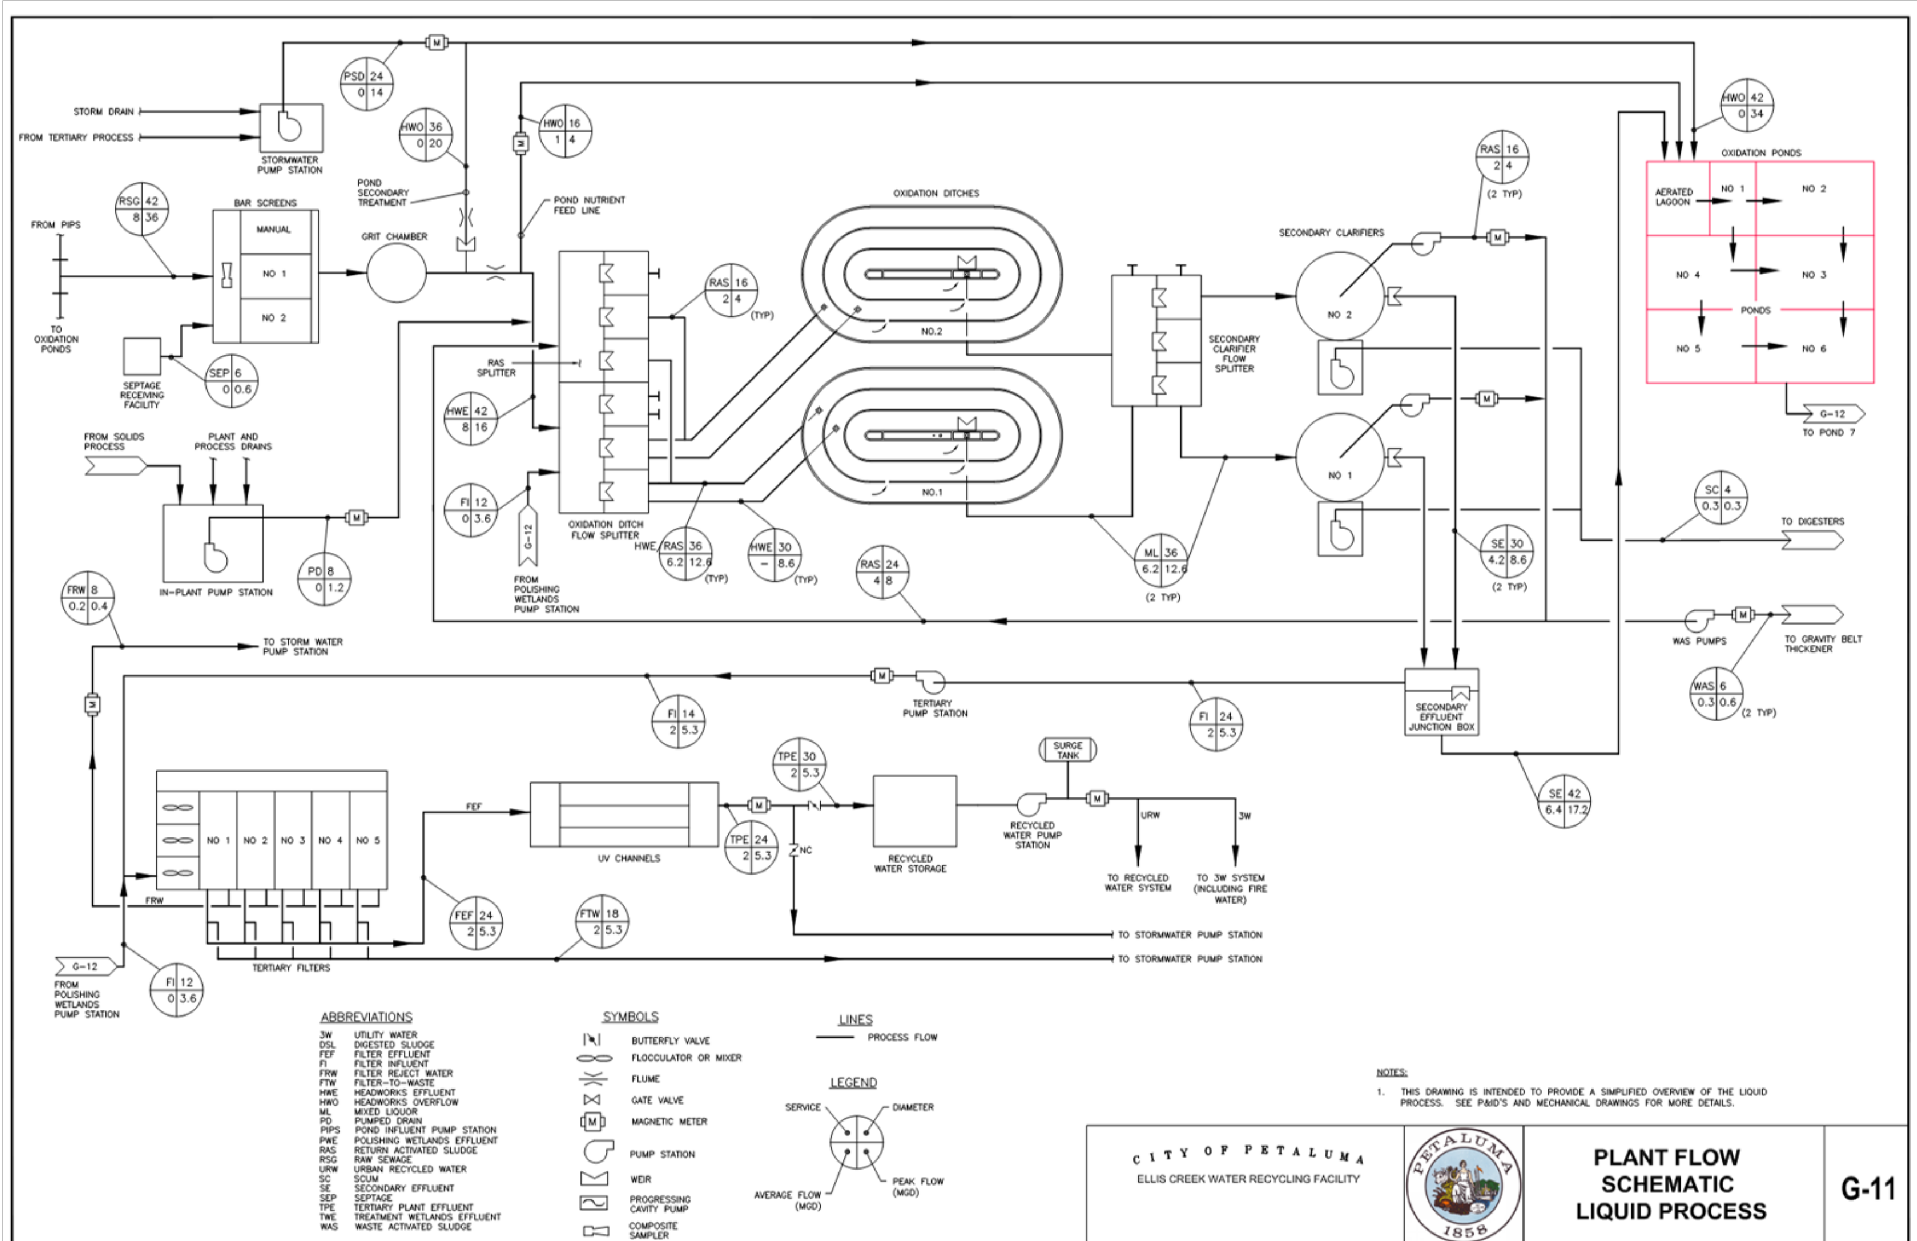 PSD 24
0 14
M
STORM DRAIN
FROM TERTIARY PROCESS
STORMWATER
PUMP STATION
HWO 36
0 20
HWO 16
1 4
M
HWO 42
0 34
OXIDATION PONDS
AERATED
LAGOON
NO 1
NO 2
NO 4
NO 3
PONDS
NO 5
NO 6
G-12
TO POND 7
RAS 16
2 4
(2 TYP)
POND
SECONDARY
TREATMENT
POND NUTRIENT
FEED LINE
RSG 42
8 36
FROM PIPS
TO
OXIDATION
PONDS
BAR SCREENS
MANUAL
NO 1
NO 2
GRIT CHAMBER
SEPTAGE
RECEIVING
FACILITY
SEP 6
0 0.6
OXIDATION DITCHES
NO.2
NO.1
SECONDARY CLARIFIERS
M
NO 2
M
NO 1
SECONDARY
CLARIFIER
FLOW
SPLITTER
RAS 16
2 4
(TYP)
RAS
SPLITTER
HWE 42
8 16
FROM SOLIDS
PROCESS
PLANT AND
PROCESS DRAINS
M
IN-PLANT PUMP STATION
PD 8
0 1.2
FI 12
0 3.6
G-12
FROM
POLISHING
WETLANDS
PUMP STATION
OXIDATION DITCH
FLOW SPLITTER
HWE/RAS 36
6.2 12.6
(TYP)
HWE 30
- 8.6
(TYP)
RAS 24
4 8
ML 36
6.2 12.6
(2 TYP)
SE 30
4.2 8.6
(2 TYP)
SC 4
0.3 0.3
TO DIGESTERS
WAS PUMPS
M
TO GRAVITY BELT
THICKENER
WAS 6
0.3 0.6
(2 TYP)
FRW 8
0.2 0.4
TO STORM WATER
PUMP STATION
M
FI 14
2 5.3
M
TERTIARY
PUMP STATION
FI 24
2 5.3
SECONDARY
EFFLUENT
JUNCTION BOX
SE 42
6.4 17.2
NO 1
NO 2
NO 3
NO 4
NO 5
FRW
TERTIARY FILTERS
FEF
FEF 24
2 5.3
FTW 18
2 5.3
UV CHANNELS
M
TPE 24
2 5.3
TPE 30
2 5.3
NC
RECYCLED
WATER STORAGE
SURGE
TANK
M
RECYCLED
WATER PUMP
STATION
URW
3W
TO RECYCLED
WATER SYSTEM
TO 3W SYSTEM
(INCLUDING FIRE
WATER)
TO STORMWATER PUMP STATION
TO STORMWATER PUMP STATION
G-12
FROM
POLISHING
WETLANDS
PUMP STATION
FI 12
0 3.6
ABBREVIATIONS
3W UTILITY WATER
DSL DIGESTED SLUDGE
FEF FILTER EFFLUENT
FI FILTER INFLUENT
FRW FILTER REJECT WATER
FTW FILTER-TO-WASTE
HWE HEADWORKS EFFLUENT
HWO HEADWORKS OVERFLOW
ML MIXED LIQUOR
PD PUMPED DRAIN
PIPS POND INFLUENT PUMP STATION
PWE POLISHING WETLANDS EFFLUENT
RAS RETURN ACTIVATED SLUDGE
RSG RAW SEWAGE
URW URBAN RECYCLED WATER
SC SCUM
SE SECONDARY EFFLUENT
SEP SEPTAGE
TPE TERTIARY PLANT EFFLUENT
TWE TREATMENT WETLANDS EFFLUENT
WAS WASTE ACTIVATED SLUDGE
SYMBOLS
BUTTERFLY VALVE
FLOCCULATOR OR MIXER
FLUME
GATE VALVE
M MAGNETIC METER
PUMP STATION
WEIR
PROGRESSING
CAVITY PUMP
COMPOSITE
SAMPLER
LINES
PROCESS FLOW
LEGEND
SERVICE
DIAMETER
AVERAGE FLOW
(MGD)
PEAK FLOW
(MGD)
NOTES:
1. THIS DRAWING IS INTENDED TO PROVIDE A SIMPLIFIED OVERVIEW OF THE LIQUID
PROCESS. SEE P&ID'S AND MECHANICAL DRAWINGS FOR MORE DETAILS.
CITY OF PETALUMA
ELLIS CREEK WATER RECYCLING FACILITY
PETALUMA
1858
PLANT FLOW
SCHEMATIC
LIQUID PROCESS
G-11